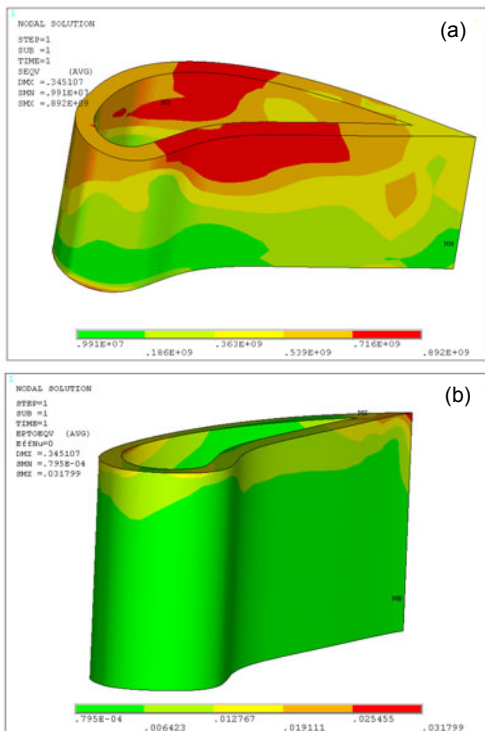 1
NODAL SOLUTION
(a)
STEP=1
SUB =1
TIME=1
SEQV (AVG)
DMX =.345107
SMN =.991E+07
SMX =.892E+09
MX
MN
.991E+07 .186E+09 .363E+09 .539E+09 .716E+09 .892E+09
1
NODAL SOLUTION
(b)
STEP=1
SUB =1
TIME=1
EPTOEQV (AVG)
EffNu=0
DMX =.345107
SMN =.795E-04
SMX =.031799
MX
MN
.795E-04 .006423 .012767 .019111 .025455 .031799